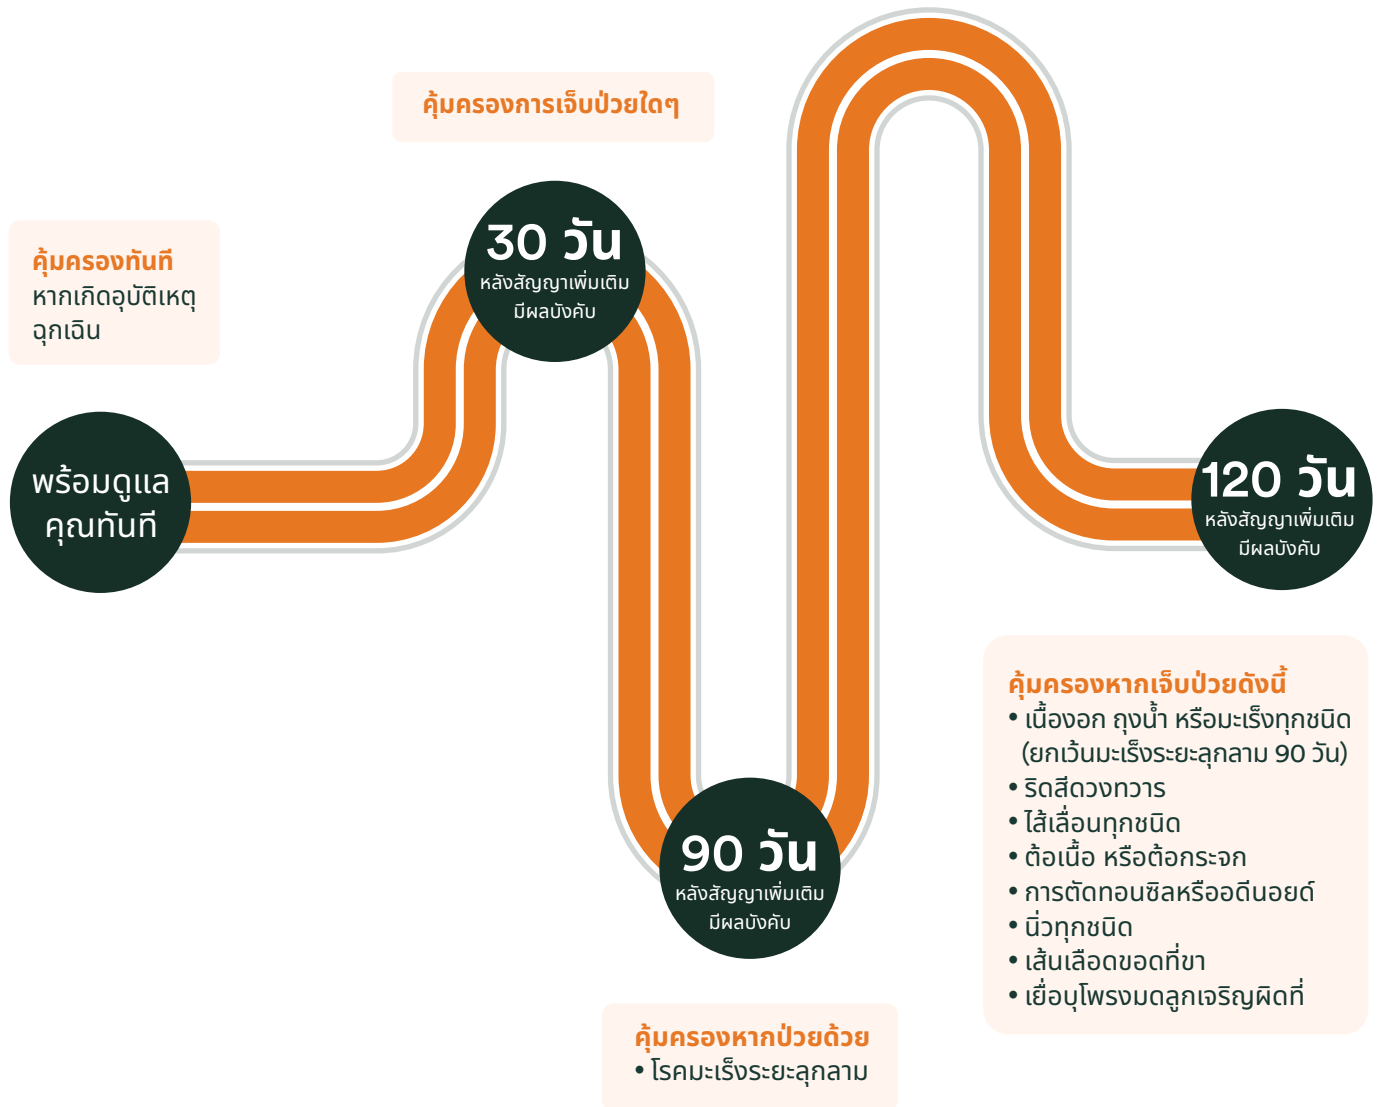 คุ้มครองการเจ็บป่วยใดๆ
คุ้มครองทันที
หากเกิดอุบัติเหตุ
ฉุกเฉิน
พร้อมดูแล
คุณทันที
30 วัน
หลังสัญญาเพิ่มเติม
มีผลบังคับ
90 วัน
หลังสัญญาเพิ่มเติม
มีผลบังคับ
คุ้มครองหากป่วยด้วย
• โรคมะเร็งระยะลุกลาม
120 วัน
หลังสัญญาเพิ่มเติม
มีผลบังคับ
คุ้มครองหากเจ็บป่วยดังนี้
• เนื้องอก ถุงน้ำ หรือมะเร็งทุกชนิด
(ยกเว้นมะเร็งระยะลุกลาม 90 วัน)
• ริดสีดวงทวาร
• ไส้เลื่อนทุกชนิด
• ต้อเนื้อ หรือต้อกระจก
• การตัดทอนซิลหรืออดีนอยด์
• นิ่วทุกชนิด
• เส้นเลือดขอดที่ขา
• เยื่อบุโพรงมดลูกเจริญผิดที่